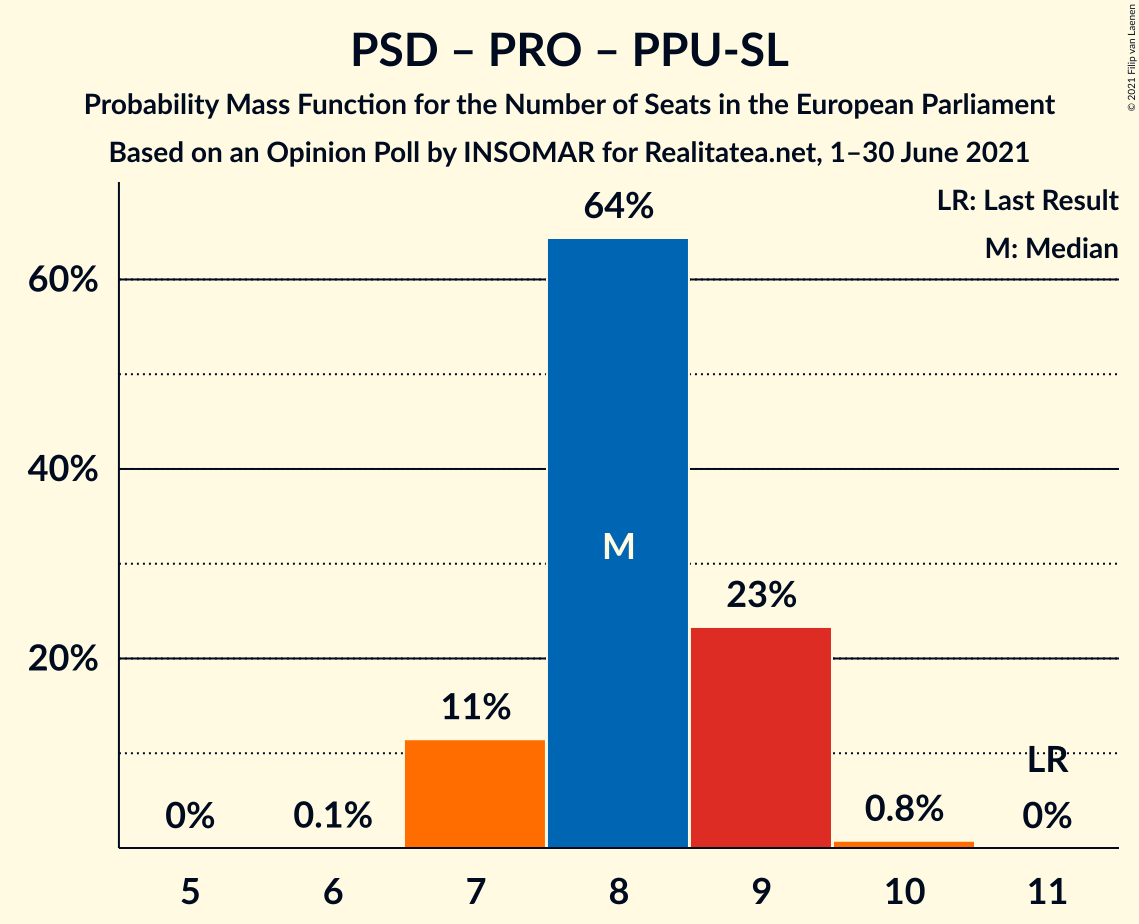 PSD – PRO – PPU-SL
Probability Mass Function for the Number of Seats in the European Parliament
Based on an Opinion Poll by INSOMAR for Realitatea.net, 1–30 June 2021
© 2021 Filip van Laenen
LR: Last Result
M: Median
60%
40%
20%
0%
0.1%
11%
64%
M
23%
0.8%
LR
0%
5
6
7
8
9
10
11